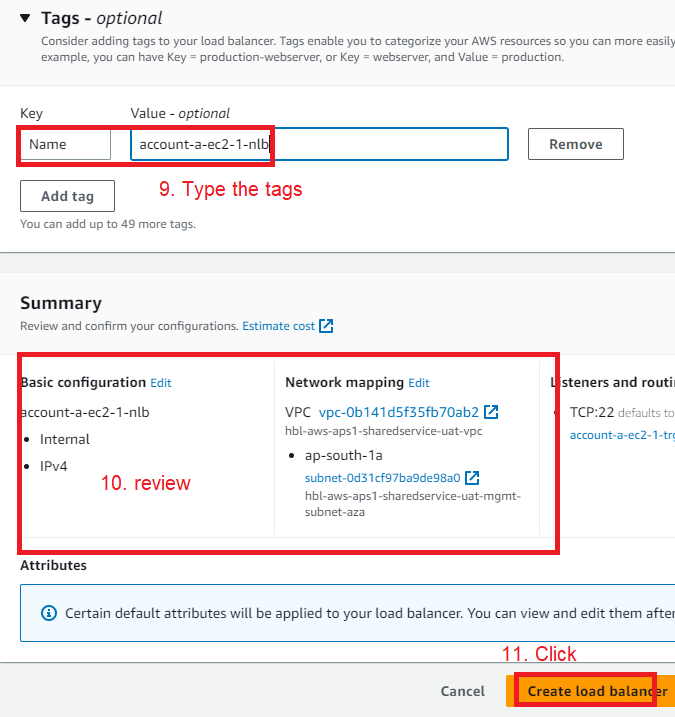 Tags - optional
Consider adding tags to your load balancer. Tags enable you to categorize your AWS resources so you can more easily
example, you can have Key = production-webserver, or Key = webserver, and Value = production.
Key Value - optional
Name account-a-ec2-1-nlb Remove
Add tag 9. Type the tags
You can add up to 49 more tags.
Summary
Review and confirm your configurations. Estimate cost
Basic configuration Edit
account-a-ec2-1-nlb
• Internal
• IPv4
10. review
Network mapping Edit
VPC vpc-0b141d5f35fb70ab2
hbl-aws-aps1-sharedservice-uat-vpc
• ap-south-1a
subnet-0d31cf97ba9de98a0
hbl-aws-aps1-sharedservice-uat-mgmt-
subnet-aza
Listeners and routi
• TCP:22 defaults to
account-a-ec2-1-trg
Attributes
Certain default attributes will be applied to your load balancer. You can view and edit them after
11. Click
Cancel Create load balancer